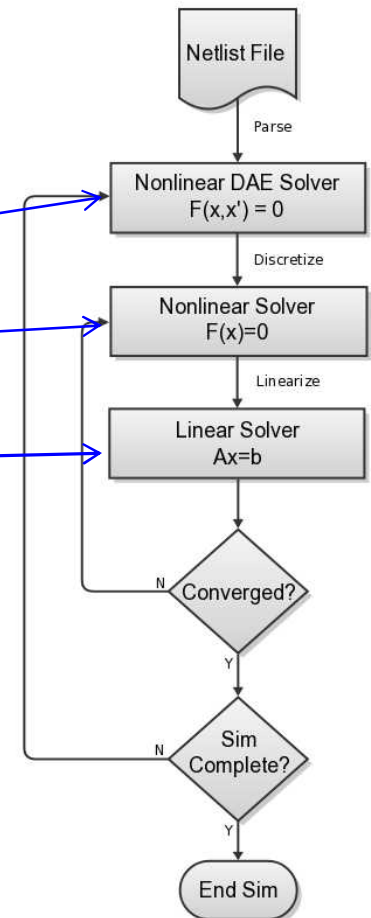 Netlist File
Parse
Nonlinear DAE Solver
F(x,x') = 0
Discretize
Nonlinear Solver
F(x)=0
Linearize
Linear Solver
Ax=b
N
Converged?
Y
N
Sim
Complete?
Y
End Sim